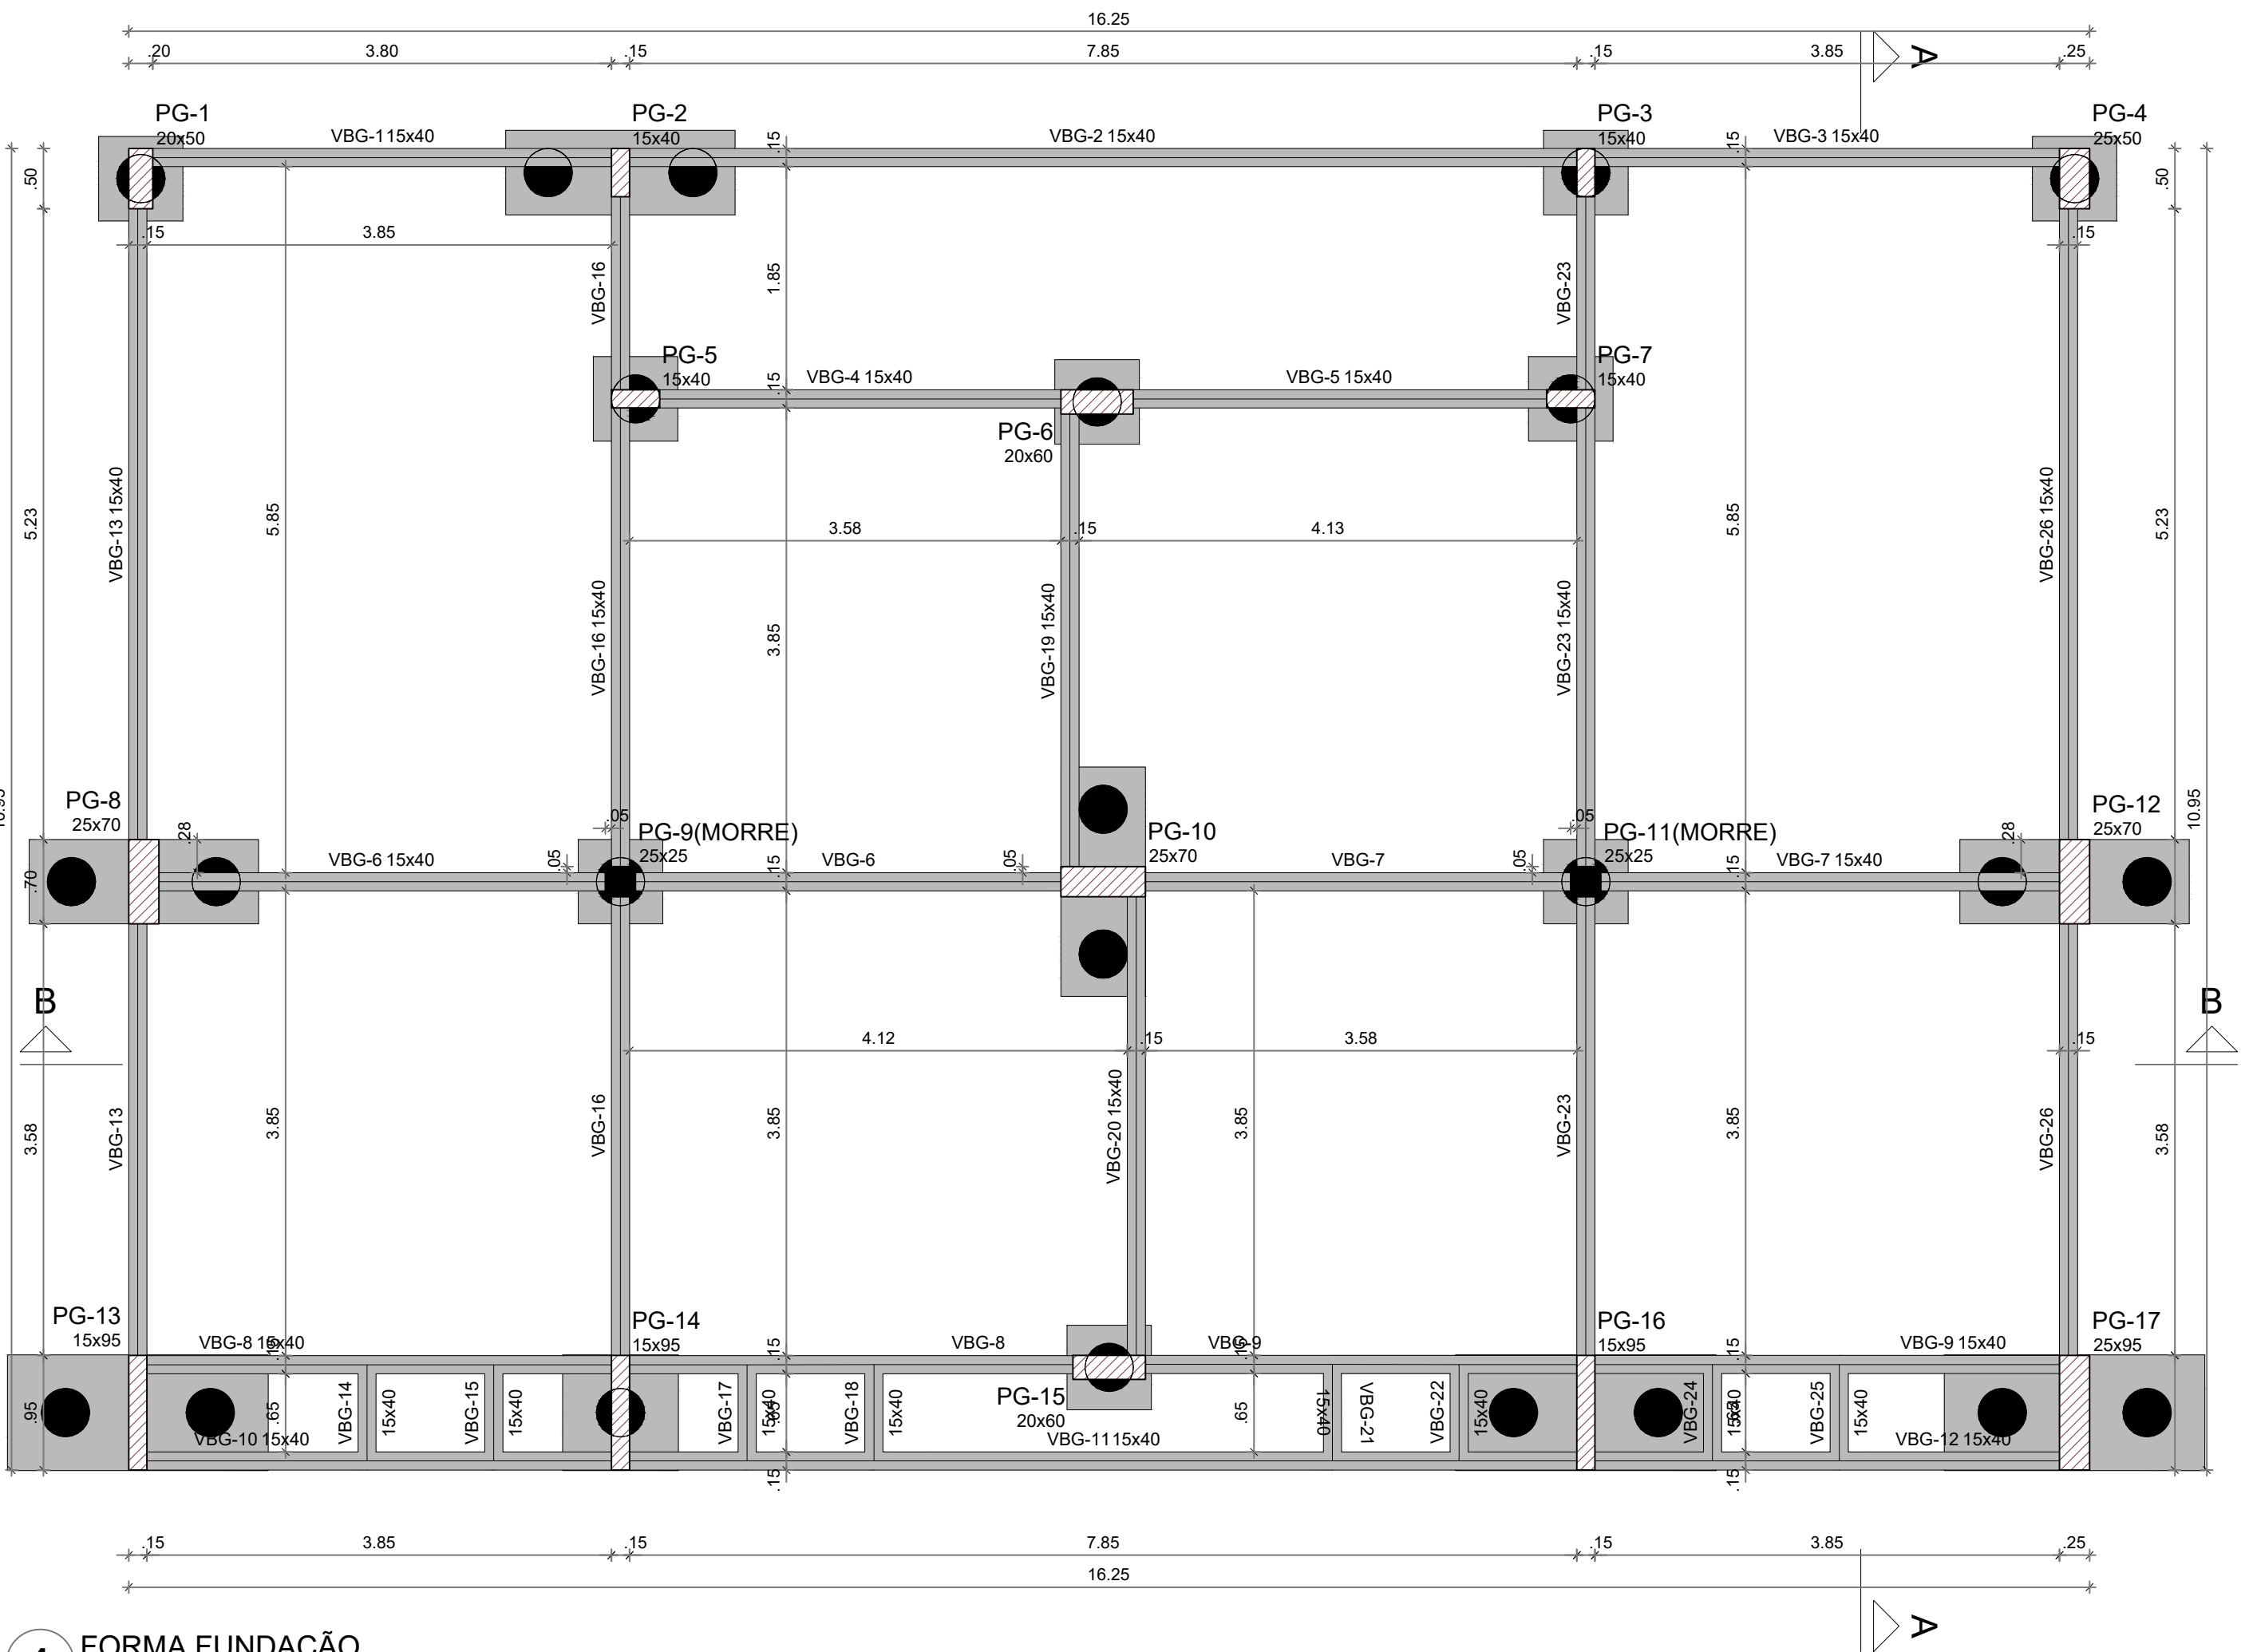 16.25
.20 3.80 .15 7.85 .15 3.85 .25
A
PG-1
20x50
VBG-115x40
PG-2
15x40
.15
VBG-2 15x40
PG-3
15x40
.15
VBG-3 15x40
PG-4
25x50
.50
.50
.15 3.85
.15
VBG-16
1.85
VBG-23
PG-5
15x40
.15
VBG-4 15x40
VBG-5 15x40
PG-7
15x40
PG-6
20x60
5.23
VBG-13 15x40
5.85
3.58 .15 4.13
5.85
VBG-26 15x40
5.23
VBG-16 15x40
3.85
VBG-19 15x40
VBG-23 15x40
PG-8
25x70
.28
VBG-6 15x40
.05
.05
PG-9(MORRE)
25x25
.15
VBG-6
.05
PG-10
25x70
VBG-7
.05
.05
PG-11(MORRE)
25x25
.15
VBG-7 15x40
.28
PG-12
25x70
10.95
.70
B
B
4.12 .15 3.58
.15
3.58
VBG-13
3.85
VBG-16
3.85
VBG-20 15x40
3.85
VBG-23
3.85
VBG-26
3.58
PG-13
15x95
VBG-8 15x40
PG-14
15x95
.15
VBG-8
VBG-9
PG-16
15x95
.15
VBG-9 15x40
PG-17
25x95
.95
.65
VBG-10 15x40
VBG-14
15x40
VBG-15
15x40
VBG-17
15x40
VBG-18
15x40
PG-15
20x60
VBG-1115x40
.65
15x40
VBG-21
VBG-22
15x40
VBG-24
15x40
VBG-25
15x40
VBG-12 15x40
.15
.15
.15 3.85 .15 7.85 .15 3.85 .25
16.25
A
FORMA FUNDAÇÃO